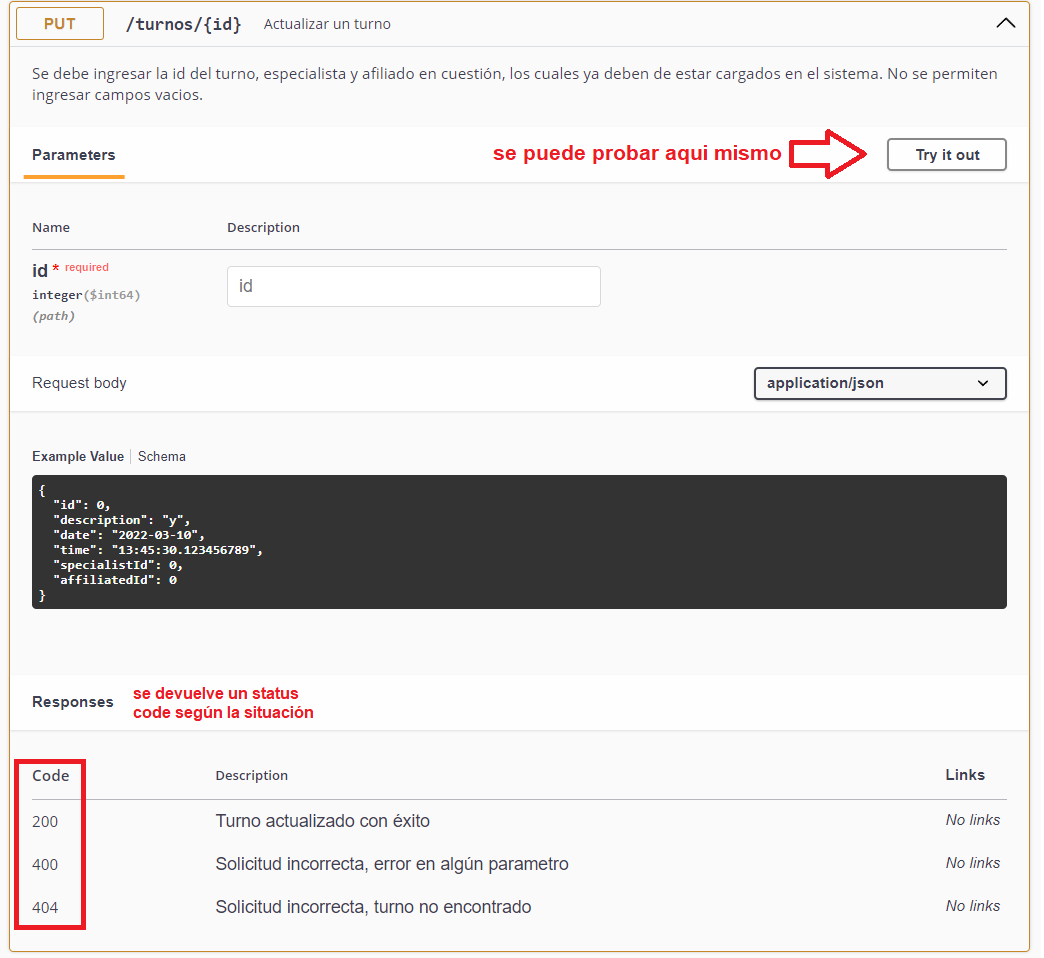 PUT /turnos/{id} Actualizar un turno
Se debe ingresar la id del turno, especialista y afiliado en cuestión, los cuales ya deben de estar cargados en el sistema. No se permiten
ingresar campos vacios.
Parameters se puede probar aqui mismo Try it out
Name Description
id * required
integer($int64)
(path)
id
Request body application/json
Example Value Schema
{
  "id": 0,
  "description": "y",
  "date": "2022-03-10",
  "time": "13:45:30.123456789",
  "specialistId": 0,
  "affiliatedId": 0
}
Responses
se devuelve un status
code según la situación
Code Description Links
200 Turno actualizado con éxito No links
400 Solicitud incorrecta, error en algún parametro No links
404 Solicitud incorrecta, turno no encontrado No links